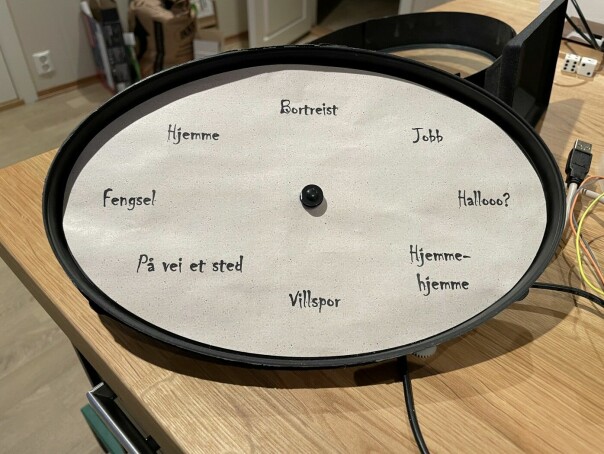 Bortreist
Hjemme
Jobb
Fengsel
Hallooo?
På vei et sted
Hjemme-
hjemme
Villspor